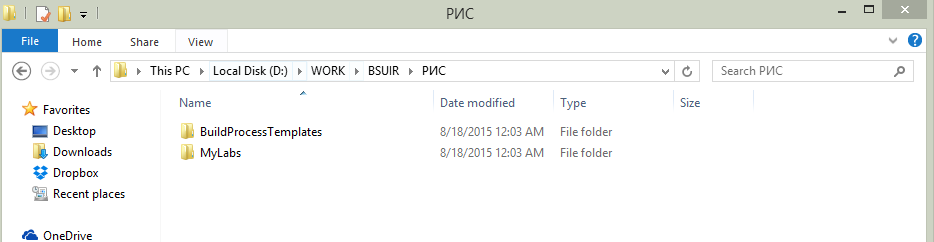 РИС
File Home Share View
This PC Local Disk (D:) WORK BSUIR РИС Search РИС
Name Date modified Type Size
Favorites
Desktop
Downloads
Dropbox
Recent places
OneDrive
BuildProcessTemplates 8/18/2015 12:03 AM File folder
MyLabs 8/18/2015 12:03 AM File folder